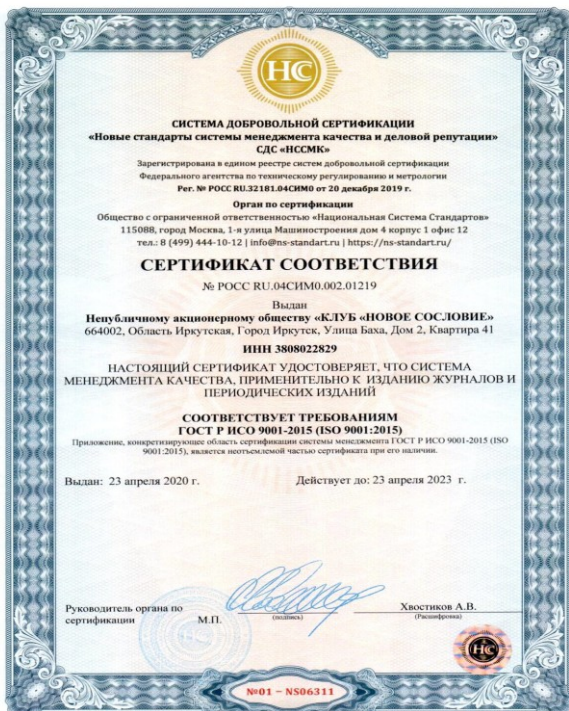 НС
СИСТЕМА ДОБРОВОЛЬНОЙ СЕРТИФИКАЦИИ
«Новые стандарты системы менеджмента качества и деловой репутации»
СДС «НССМК»
Зарегистрирована в едином реестре систем добровольной сертификации
Федерального агентства по техническому регулированию и метрологии
Рег. № РОСС RU.32181.04СИМ0 от 20 декабря 2019 г.
Орган по сертификации
Общество с ограниченной ответственностью «Национальная Система Стандартов»
115088, город Москва, 1-я улица Машиностроения дом 4 корпус 1 офис 12
тел.: 8 (499) 444-10-12 | info@ns-standart.ru | https://ns-standart.ru/
СЕРТИФИКАТ СООТВЕТСТВИЯ
№ РОСС RU.04СИМ0.002.01219
Выдан
Непубличному акционерному обществу «КЛУБ «НОВОЕ СОСЛОВИЕ»
664002, Область Иркутская, Город Иркутск, Улица Баха, Дом 2, Квартира 41
ИНН 3808022829
НАСТОЯЩИЙ СЕРТИФИКАТ УДОСТОВЕРЯЕТ, ЧТО СИСТЕМА
МЕНЕДЖМЕНТА КАЧЕСТВА, ПРИМЕНИТЕЛЬНО К ИЗДАНИЮ ЖУРНАЛОВ И
ПЕРИОДИЧЕСКИХ ИЗДАНИЙ
СООТВЕТСТВУЕТ ТРЕБОВАНИЯМ
ГОСТ Р ИСО 9001-2015 (ISO 9001:2015)
Приложение, конкретизирующее область сертификации системы менеджмента ГОСТ Р ИСО 9001-2015 (ISO
9001:2015), является неотъемлемой частью сертификата при его наличии.
Выдан: 23 апреля 2020 г. Действует до: 23 апреля 2023 г.
Руководитель органа по
сертификации М.П. (подпись) Хвостиков А.В.
(Расшифровка)
НС
НС
№01 – NS06311